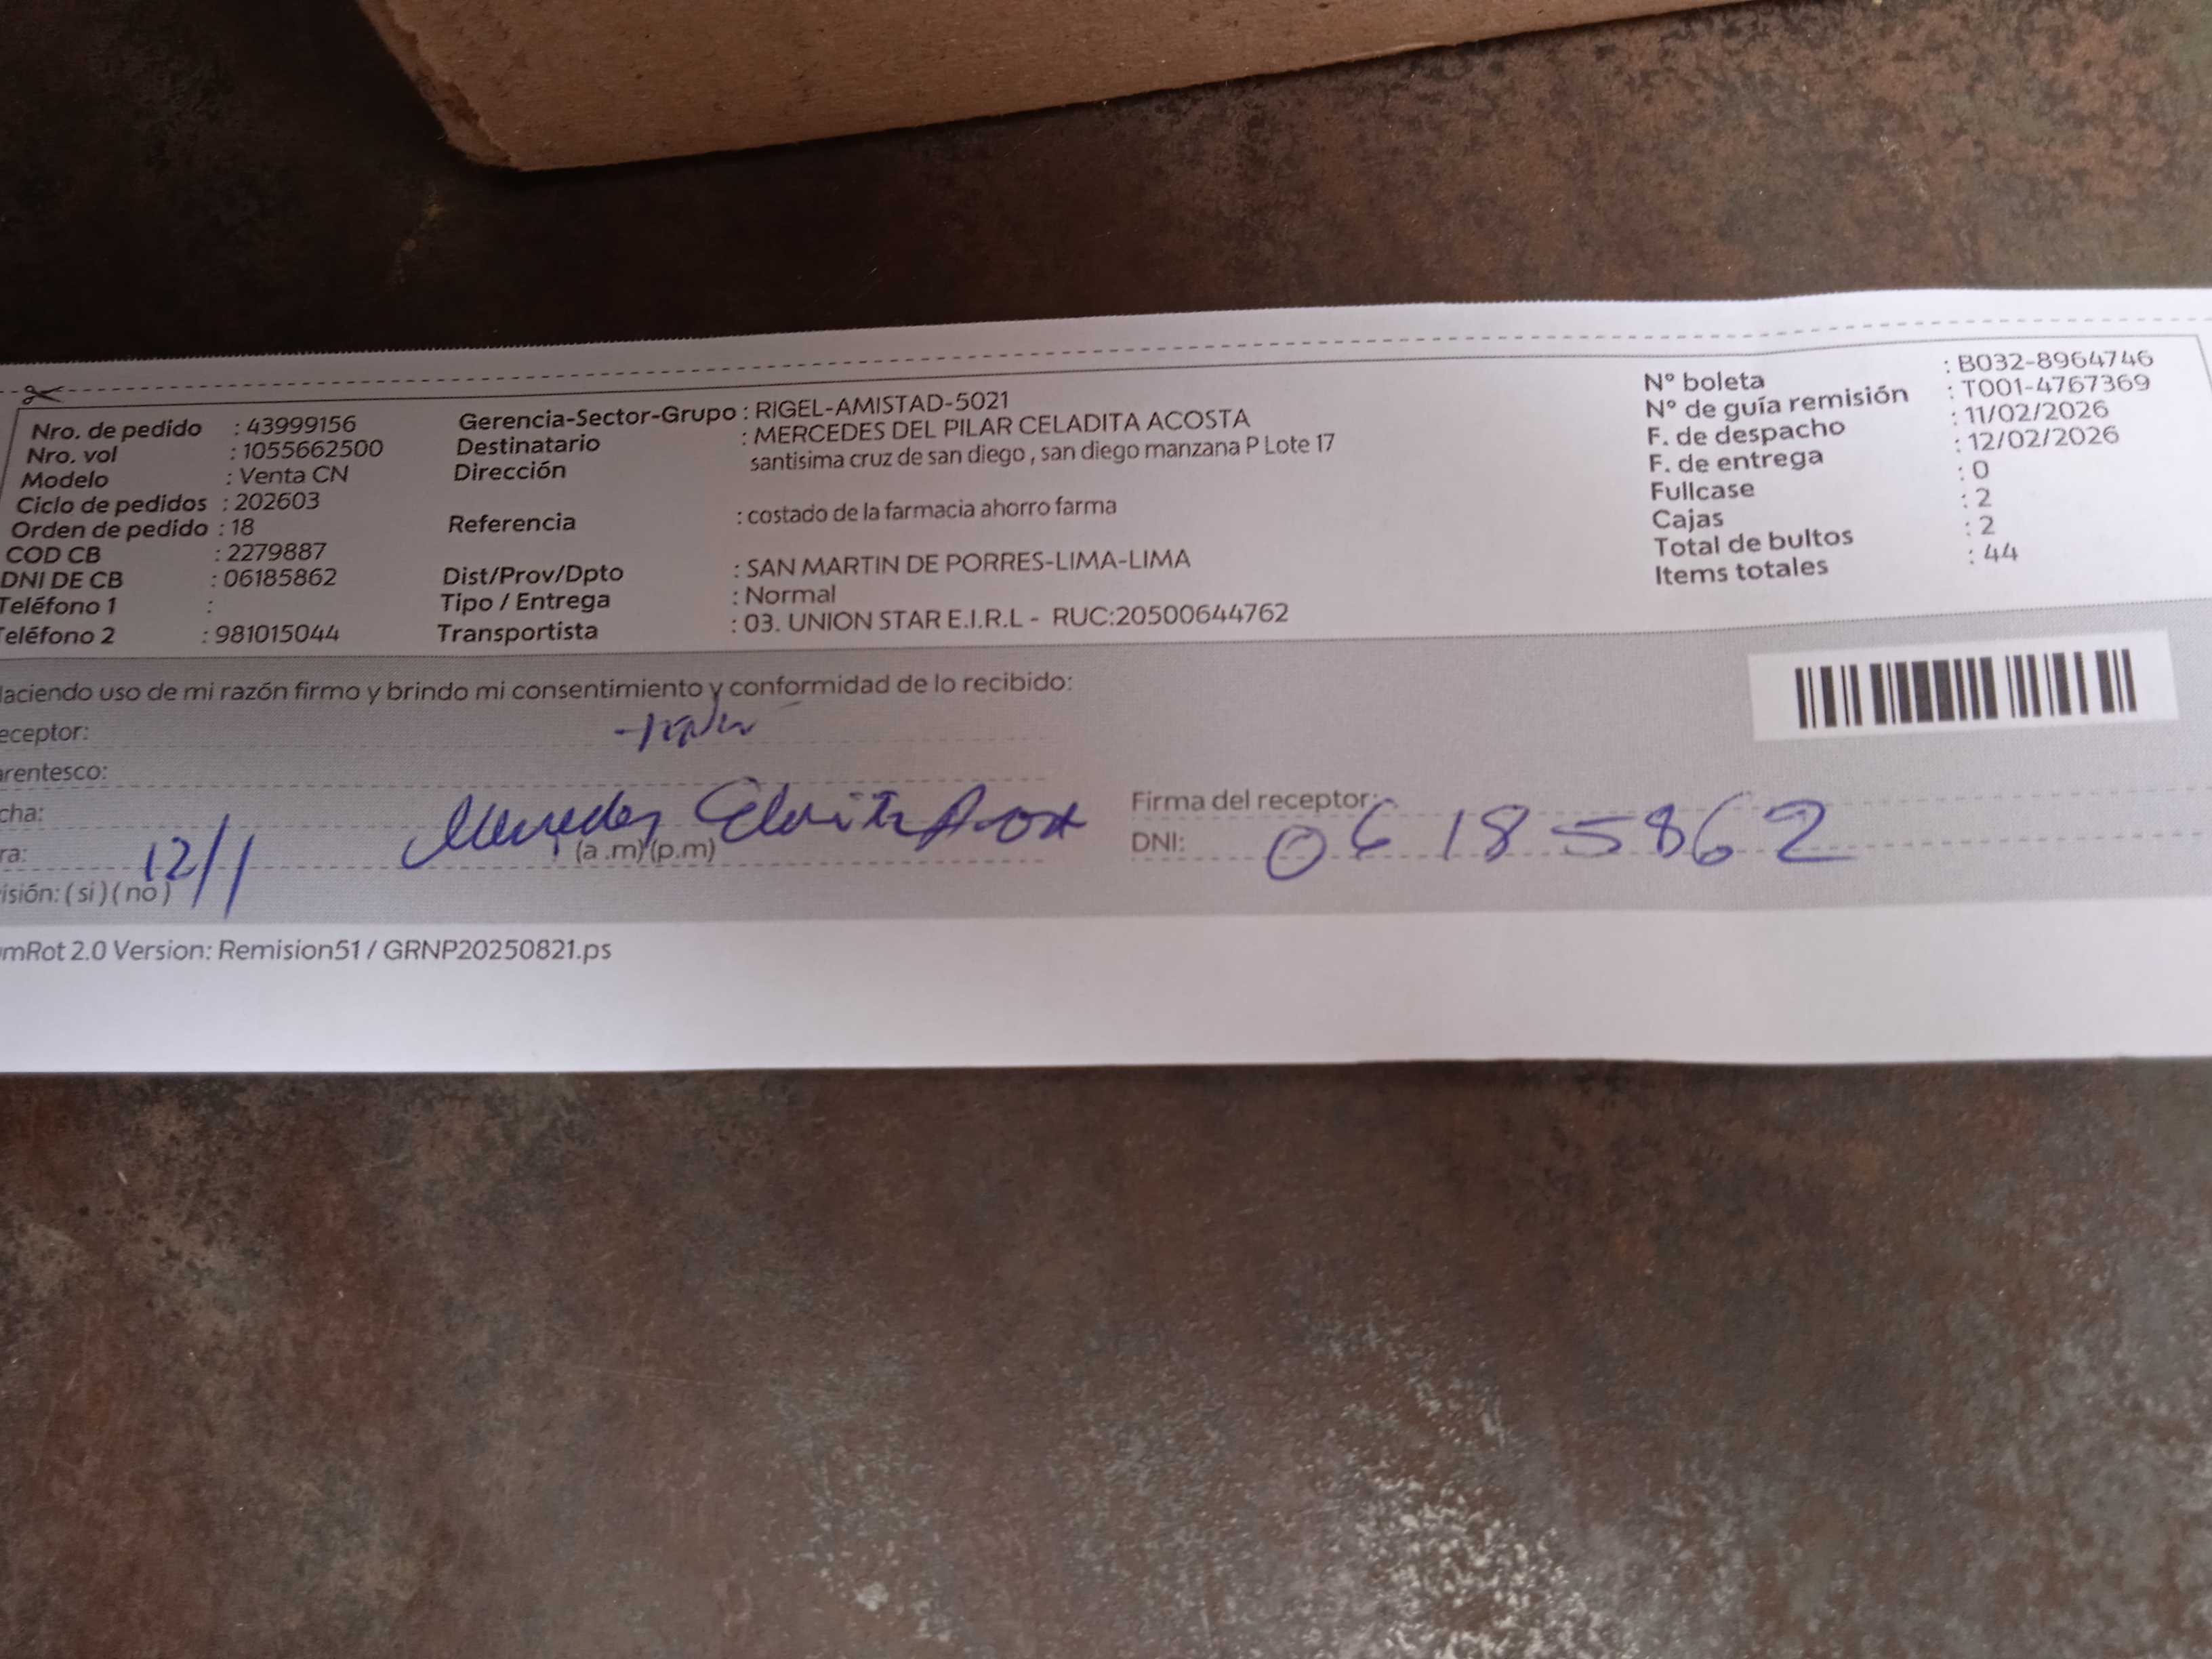 Nro. de pedido : 43999156
Nro. vol : 1055662500
Modelo : Venta CN
Ciclo de pedidos : 202603
Orden de pedido : 18
COD CB : 2279887
DNI DE CB : 06185862
Teléfono 1 :
eléfono 2 : 981015044
Gerencia-Sector-Grupo : RIGEL-AMISTAD-5021
Destinatario : MERCEDES DEL PILAR CELADITA ACOSTA
Dirección santisima cruz de san diego , san diego manzana P Lote 17
Referencia : costado de la farmacia ahorro farma
Dist/Prov/Dpto : SAN MARTIN DE PORRES-LIMA-LIMA
Tipo / Entrega : Normal
Transportista : 03. UNION STAR E.I.R.L - RUC:20500644762
N° boleta : B032-8964746
N° de guía remisión : T001-4767369
F. de despacho : 11/02/2026
F. de entrega : 12/02/2026
Fullcase : 0
Cajas : 2
Total de bultos : 2
Items totales : 44
Haciendo uso de mi razón firmo y brindo mi consentimiento y conformidad de lo recibido:
eceptor:
arentesco:
cha:
ra: 12/1 (a .m) (p.m)
isión: ( si ) ( no )
Mercedes Celadita Acosta
Firma del receptor:
DNI: 06185862
mRot 2.0 Version: Remision51 / GRNP20250821.ps